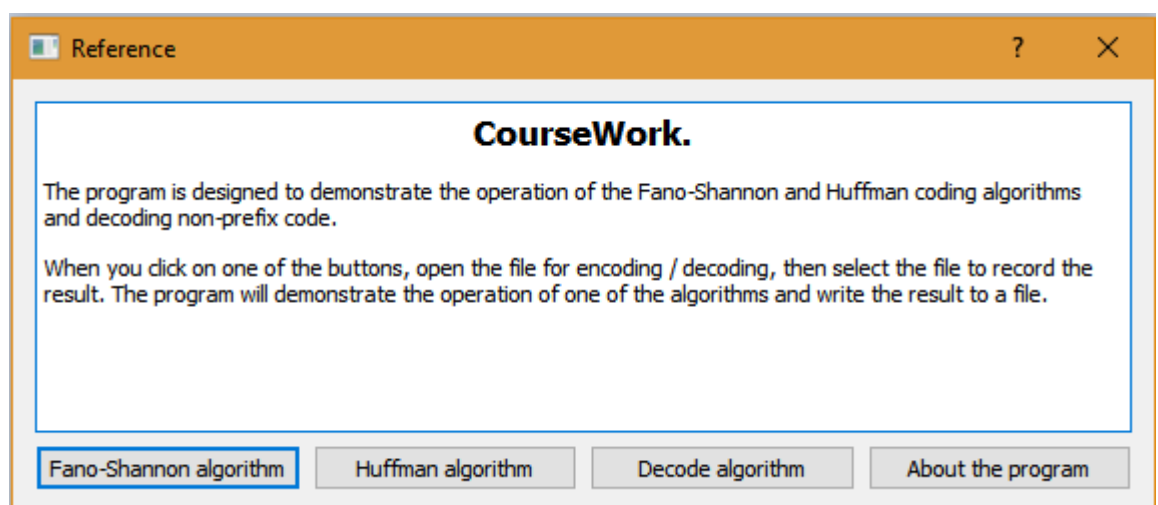 Reference
?
CourseWork.
The program is designed to demonstrate the operation of the Fano-Shannon and Huffman coding algorithms
and decoding non-prefix code.
When you click on one of the buttons, open the file for encoding / decoding, then select the file to record the
result. The program will demonstrate the operation of one of the algorithms and write the result to a file.
Fano-Shannon algorithm
Huffman algorithm
Decode algorithm
About the program